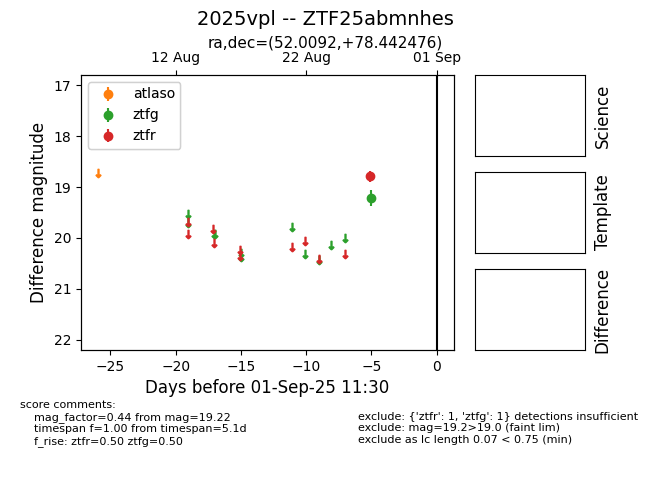 2025vpl -- ZTF25abmnhes
ra,dec=(52.0092,+78.442476)
12 Aug
22 Aug
01 Sep
17
18
19
20
21
22
Difference magnitude
atlaso
ztfg
ztfr
−25
−20
−15
−10
−5
0
Days before 01-Sep-25 11:30
Science
Template
Difference
score comments:
mag_factor=0.44 from mag=19.22
timespan f=1.00 from timespan=5.1d
f_rise: ztfr=0.50 ztfg=0.50
exclude: {'ztfr': 1, 'ztfg': 1} detections insufficient
exclude: mag=19.2>19.0 (faint lim)
exclude as lc length 0.07 < 0.75 (min)